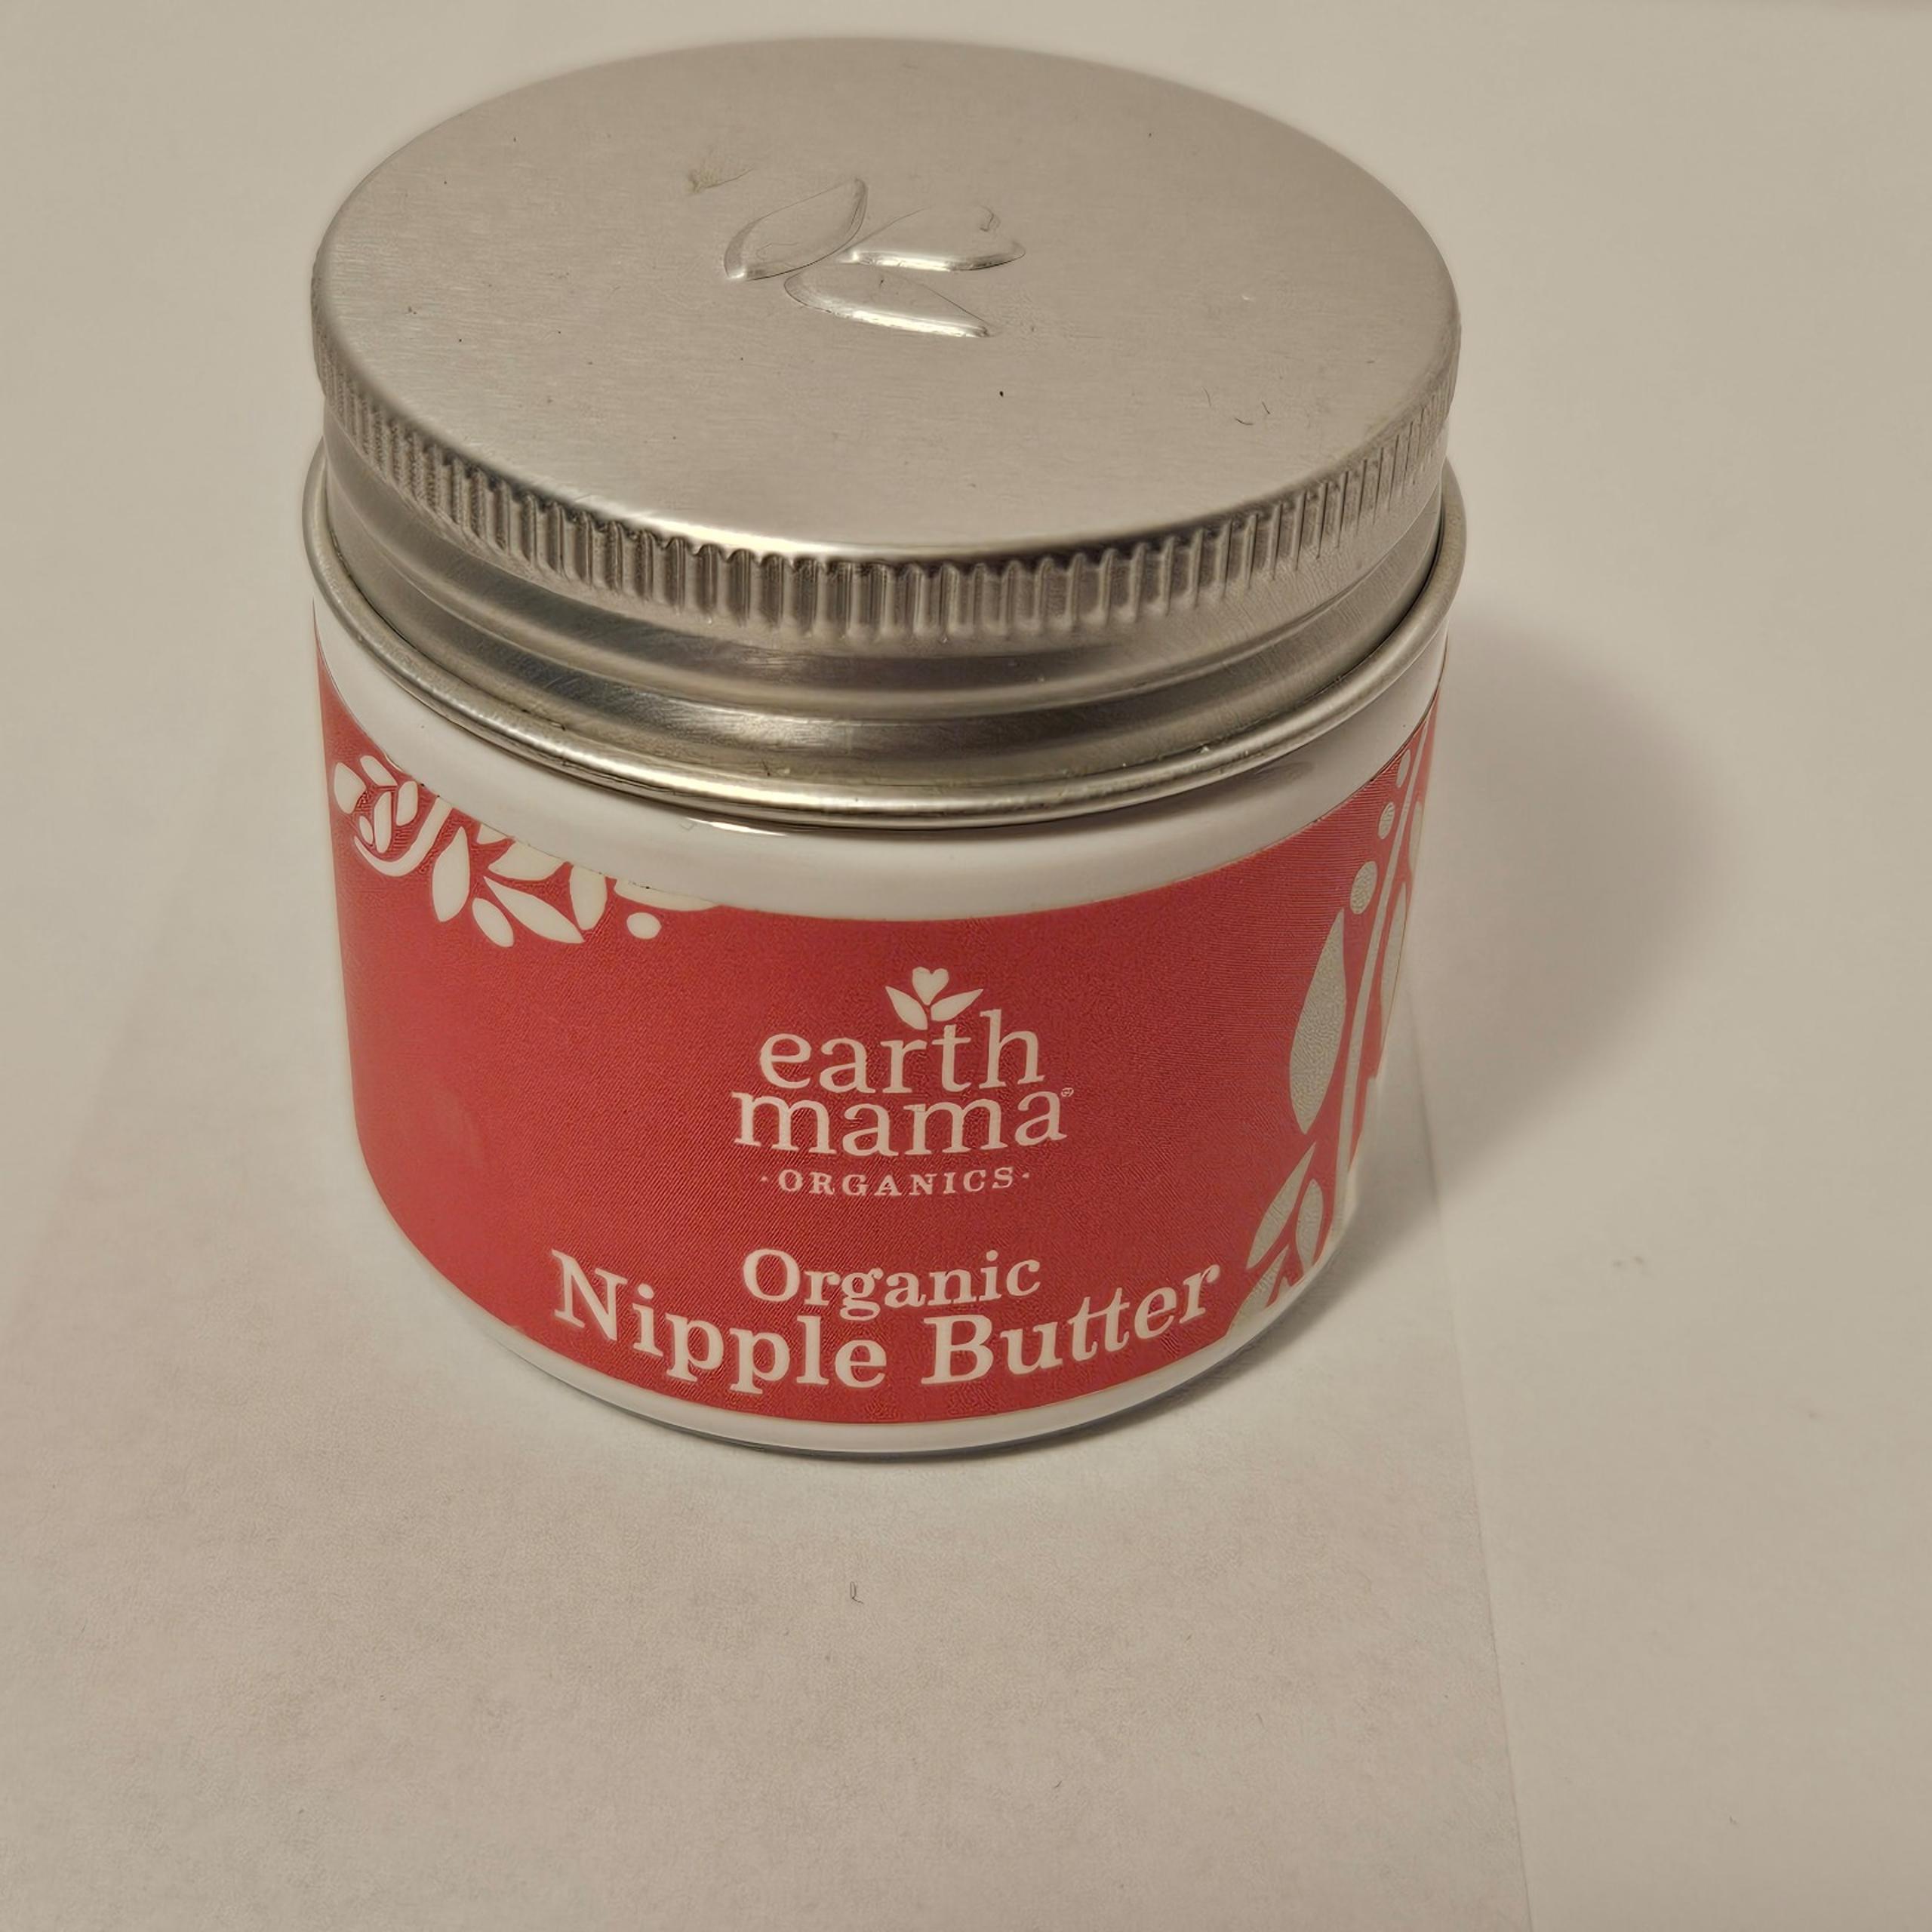 earth
mama®
·ORGANICS·
Organic
Nipple Butter